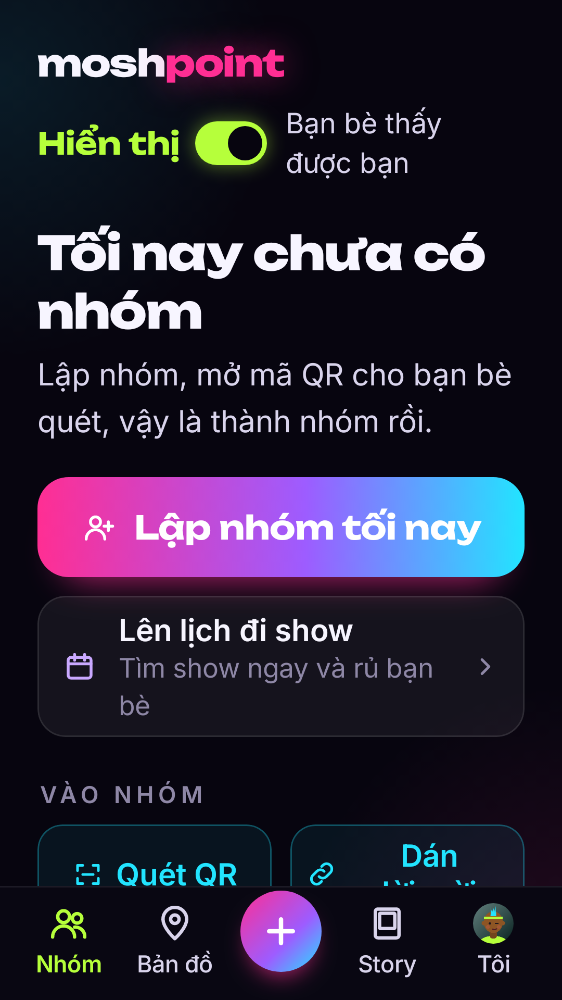 moshpoint
Hiển thị
Bạn bè thấy
được bạn
Tối nay chưa có
nhóm
Lập nhóm, mở mã QR cho bạn bè
quét, vậy là thành nhóm rồi.
Lập nhóm tối nay
Lên lịch đi show
Tìm show ngay và rủ bạn
bè
VÀO NHÓM
Quét QR
Dán
Nhóm
Bản đồ
Story
Tôi